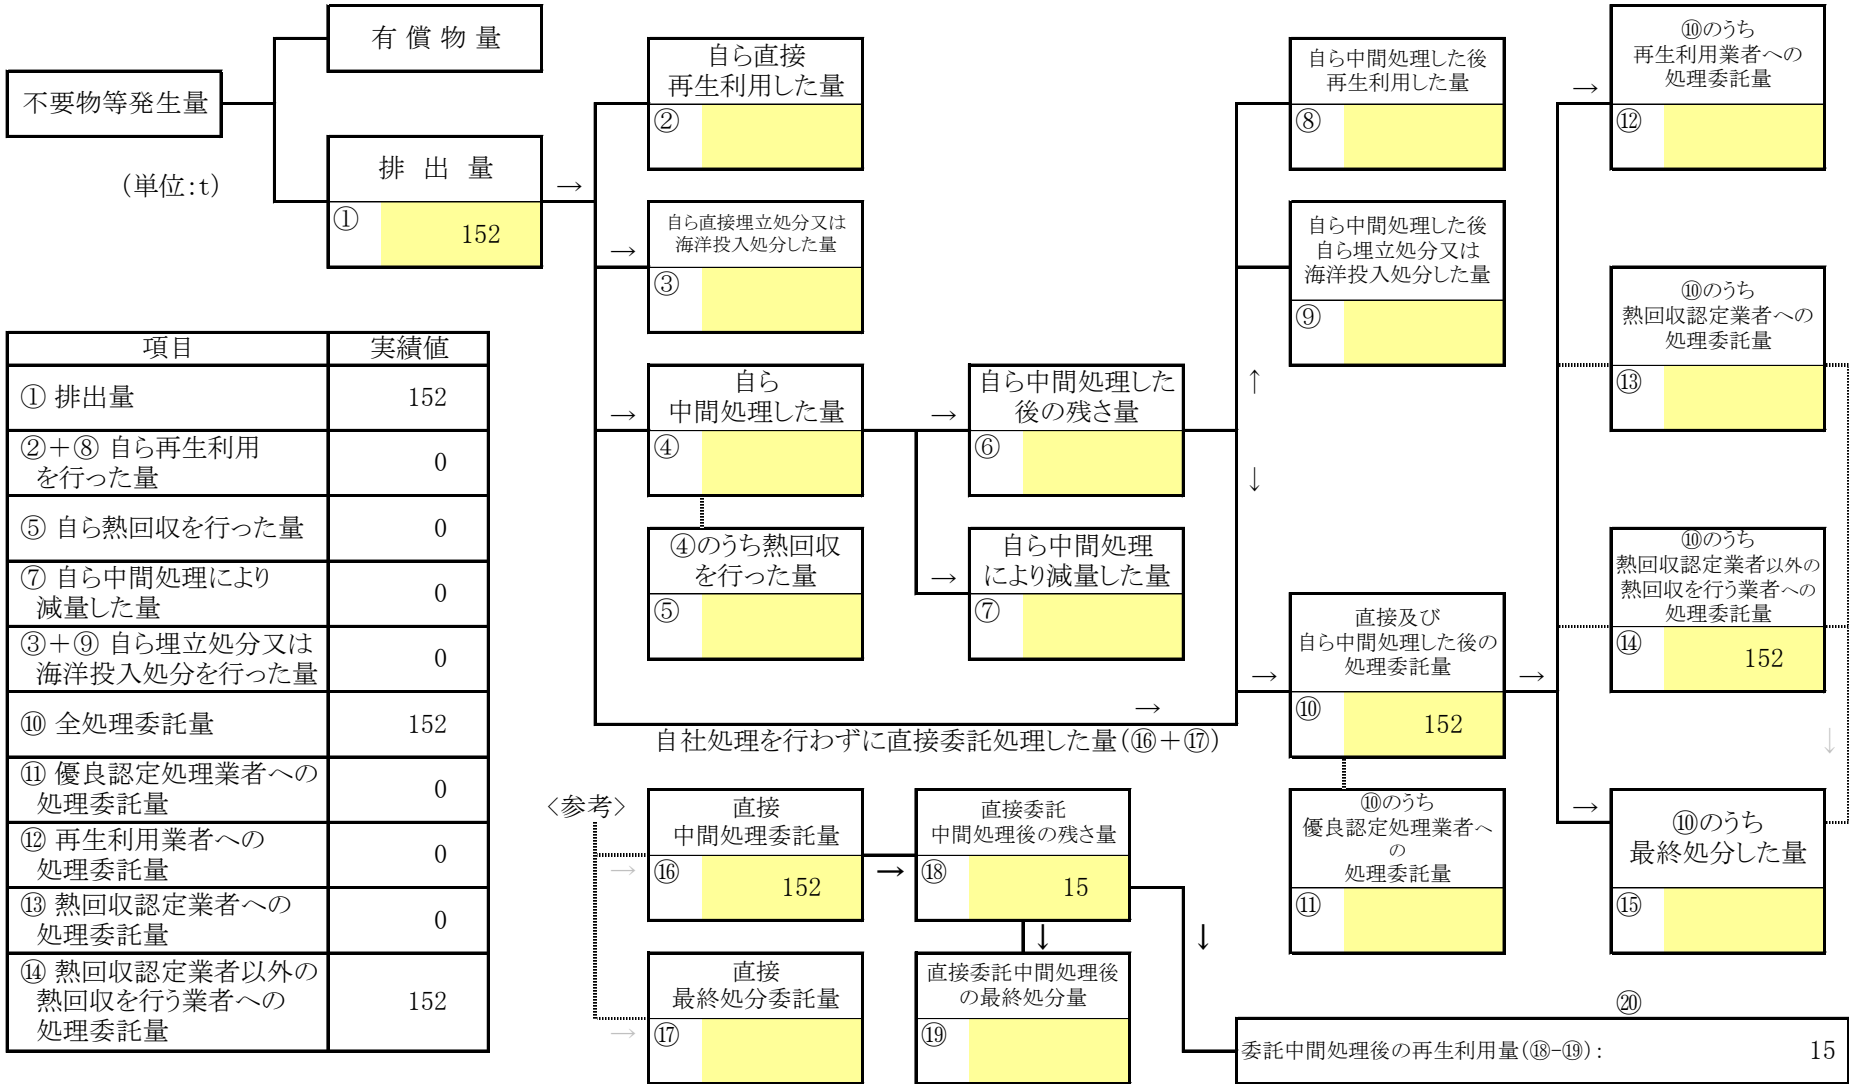 有 償 物 量
不要物等発生量
(単位:t)
排 出 量
→
①
152
自ら直接
再生利用した量
②
自ら直接埋立処分又は
海洋投入処分した量
→
③
自ら
中間処理した量
→
④
④のうち熱回収
を行った量
⑤
自ら中間処理した
後の残さ量
→
⑥
自ら中間処理
により減量した量
→
⑦
自ら中間処理した後
再生利用した量
⑧
自ら中間処理した後
自ら埋立処分又は
海洋投入処分した量
⑨
↑
↓
直接及び
自ら中間処理した後の
処理委託量
→
⑩
152
→
自社処理を行わずに直接委託処理した量(⑯+⑰)
⑩のうち
優良認定処理業者へ
の
処理委託量
⑪
→
⑩のうち
再生利用業者への
処理委託量
→
⑫
⑩のうち
熱回収認定業者への
処理委託量
⑬
⑩のうち
熱回収認定業者以外の
熱回収を行う業者への
処理委託量
⑭
152
↓
⑩のうち
最終処分した量
→
⑮
項目 実績値
① 排出量 152
②+⑧ 自ら再生利用
を行った量 0
⑤ 自ら熱回収を行った量 0
⑦ 自ら中間処理により
減量した量 0
③+⑨ 自ら埋立処分又は
海洋投入処分を行った量 0
⑩ 全処理委託量 152
⑪ 優良認定処理業者への
処理委託量 0
⑫ 再生利用業者への
処理委託量 0
⑬ 熱回収認定業者への
処理委託量 0
⑭ 熱回収認定業者以外の
熱回収を行う業者への
処理委託量 152
〈参考〉
直接
中間処理委託量
→
⑯
152
直接
最終処分委託量
→
⑰
直接委託
中間処理後の残さ量
→
⑱
15
↓
直接委託中間処理後
の最終処分量
⑲
↓
⑳
委託中間処理後の再生利用量(⑱-⑲): 15